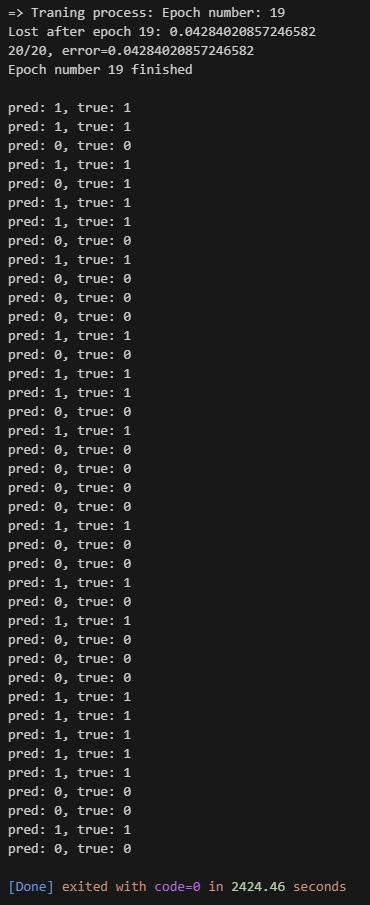 => Traning process: Epoch number: 19
Lost after epoch 19: 0.04284020857246582
20/20, error=0.04284020857246582
Epoch number 19 finished
pred: 1, true: 1
pred: 1, true: 1
pred: 0, true: 0
pred: 1, true: 1
pred: 0, true: 1
pred: 1, true: 1
pred: 1, true: 1
pred: 0, true: 0
pred: 1, true: 1
pred: 0, true: 0
pred: 0, true: 0
pred: 0, true: 0
pred: 1, true: 1
pred: 0, true: 0
pred: 1, true: 1
pred: 1, true: 1
pred: 0, true: 0
pred: 1, true: 1
pred: 0, true: 0
pred: 0, true: 0
pred: 0, true: 0
pred: 0, true: 0
pred: 1, true: 1
pred: 0, true: 0
pred: 0, true: 0
pred: 1, true: 1
pred: 0, true: 0
pred: 1, true: 1
pred: 0, true: 0
pred: 0, true: 0
pred: 0, true: 0
pred: 1, true: 1
pred: 1, true: 1
pred: 1, true: 1
pred: 1, true: 1
pred: 1, true: 1
pred: 0, true: 0
pred: 0, true: 0
pred: 1, true: 1
pred: 0, true: 0
[Done] exited with code=0 in 2424.46 seconds